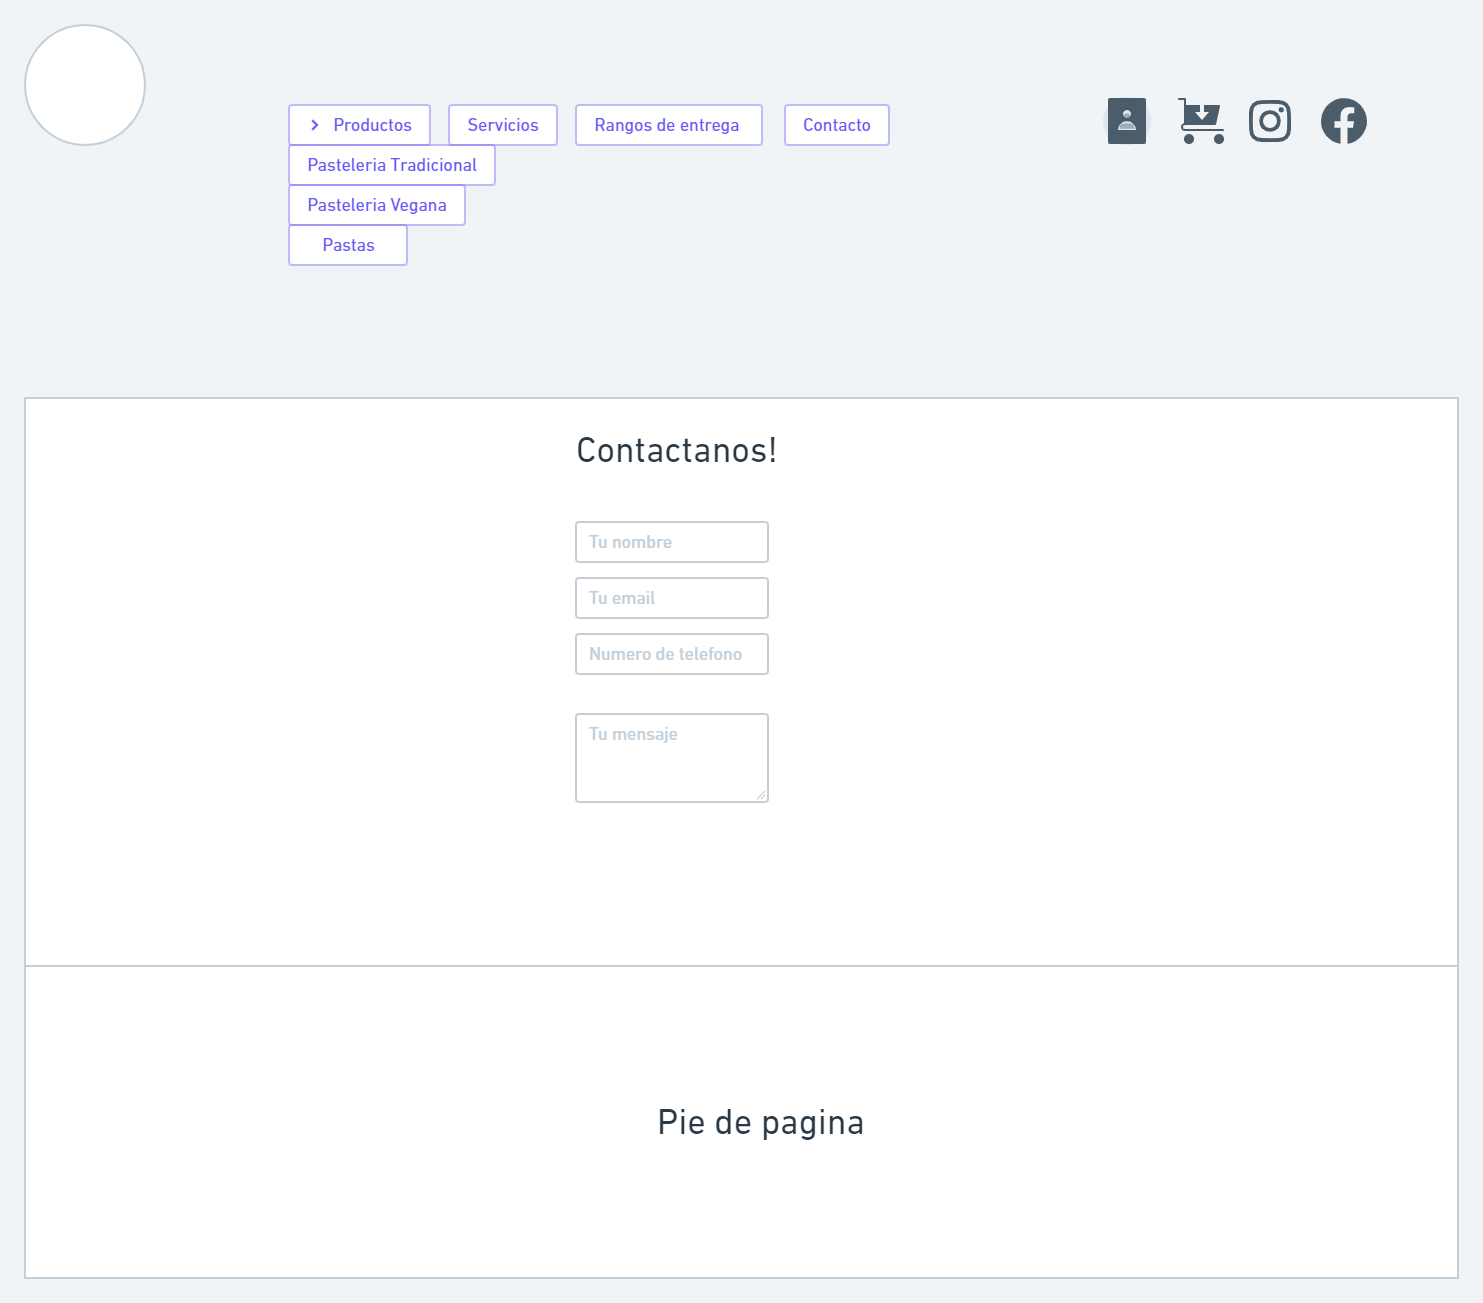 Productos
Servicios
Rangos de entrega
Contacto
Pasteleria Tradicional
Pasteleria Vegana
Pastas
Contactanos!
Tu nombre
Tu email
Numero de telefono
Tu mensaje
Pie de pagina